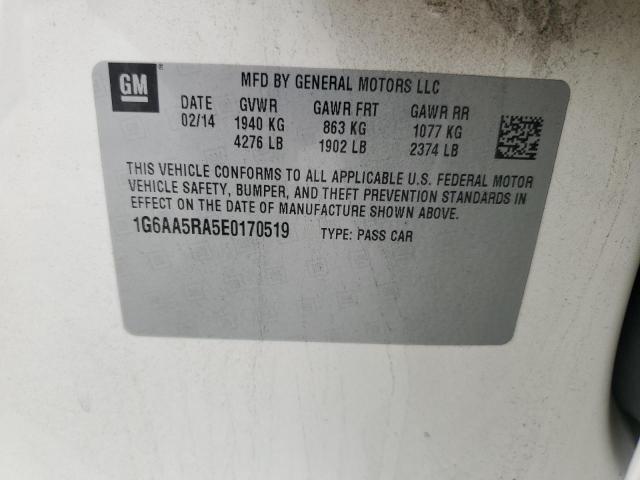 GM
MFD BY GENERAL MOTORS LLC
DATE GVWR GAWR FRT GAWR RR
02/14 1940 KG 863 KG 1077 KG
4276 LB 1902 LB 2374 LB
THIS VEHICLE CONFORMS TO ALL APPLICABLE U.S. FEDERAL MOTOR
VEHICLE SAFETY, BUMPER, AND THEFT PREVENTION STANDARDS IN
EFFECT ON THE DATE OF MANUFACTURE SHOWN ABOVE.
1G6AA5RA5E0170519 TYPE: PASS CAR